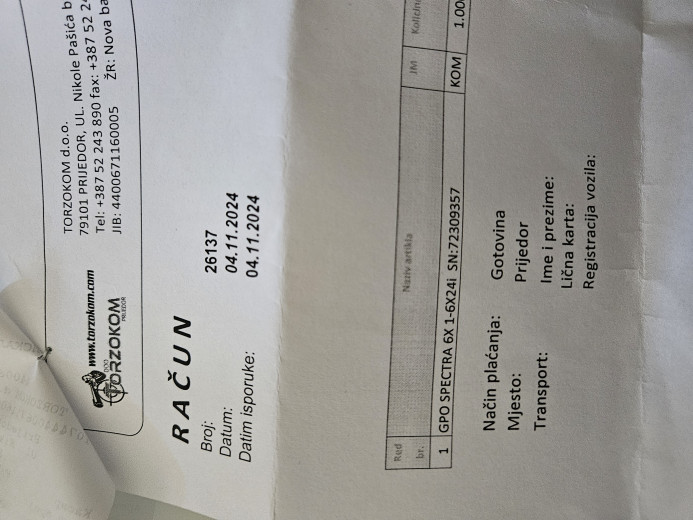 www.torzokom.com
TORZOKOM
PRIJEDOR
TORZOKOM d.o.o.
79101 PRIJEDOR, UL. Nikole Pašića b
Tel: +387 52 243 890 fax: +387 52 24
JIB: 4400671160005 ŽR: Nova ba
RAČUN
Broj: 26137
Datum: 04.11.2024
Datim isporuke: 04.11.2024
Red br. Naziv artikla JM Količina
1 GPO SPECTRA 6X 1-6X24i SN:72309357 KOM 1.00
Način plaćanja: Gotovina
Mjesto: Prijedor
Transport: Ime i prezime:
Lična karta:
Registracija vozila: